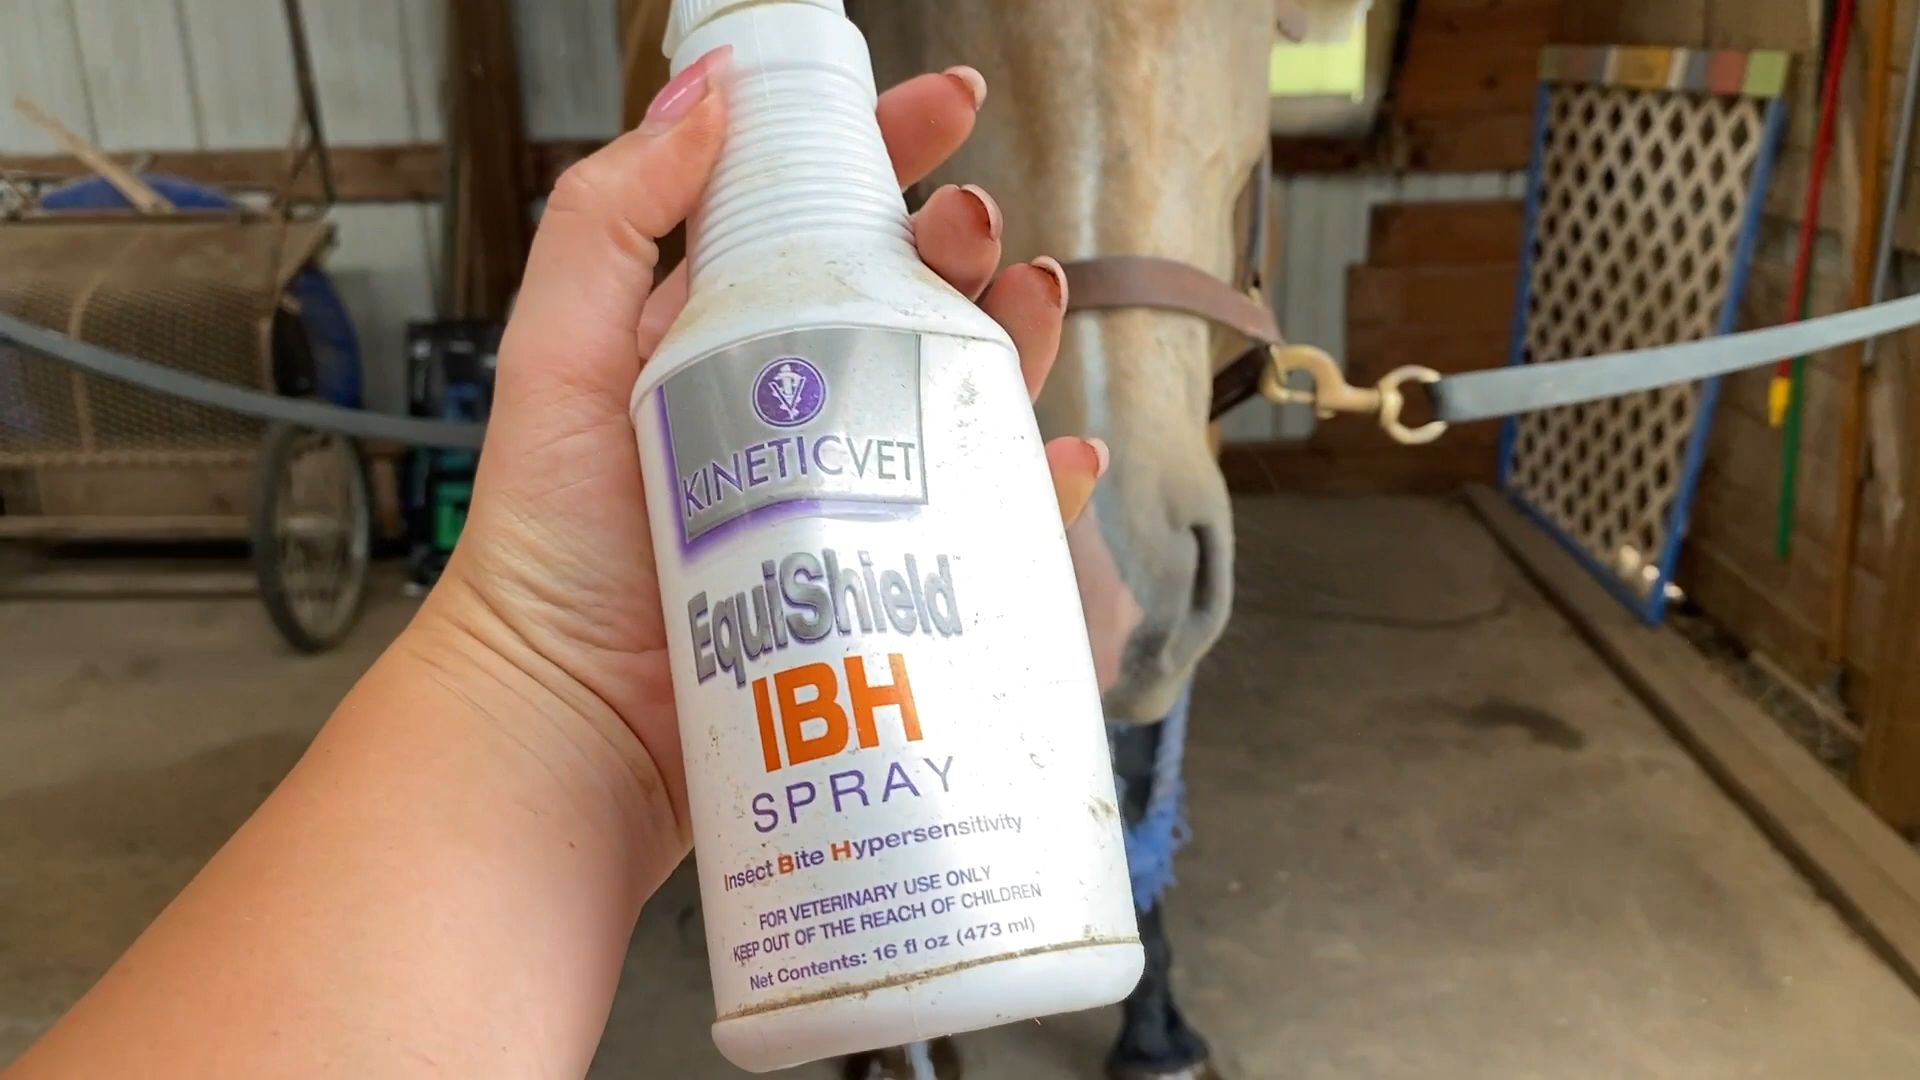 KINETICVET
EquiShield™
IBH
SPRAY
Insect Bite Hypersensitivity
FOR VETERINARY USE ONLY
KEEP OUT OF THE REACH OF CHILDREN
Net Contents: 16 fl oz (473 ml)